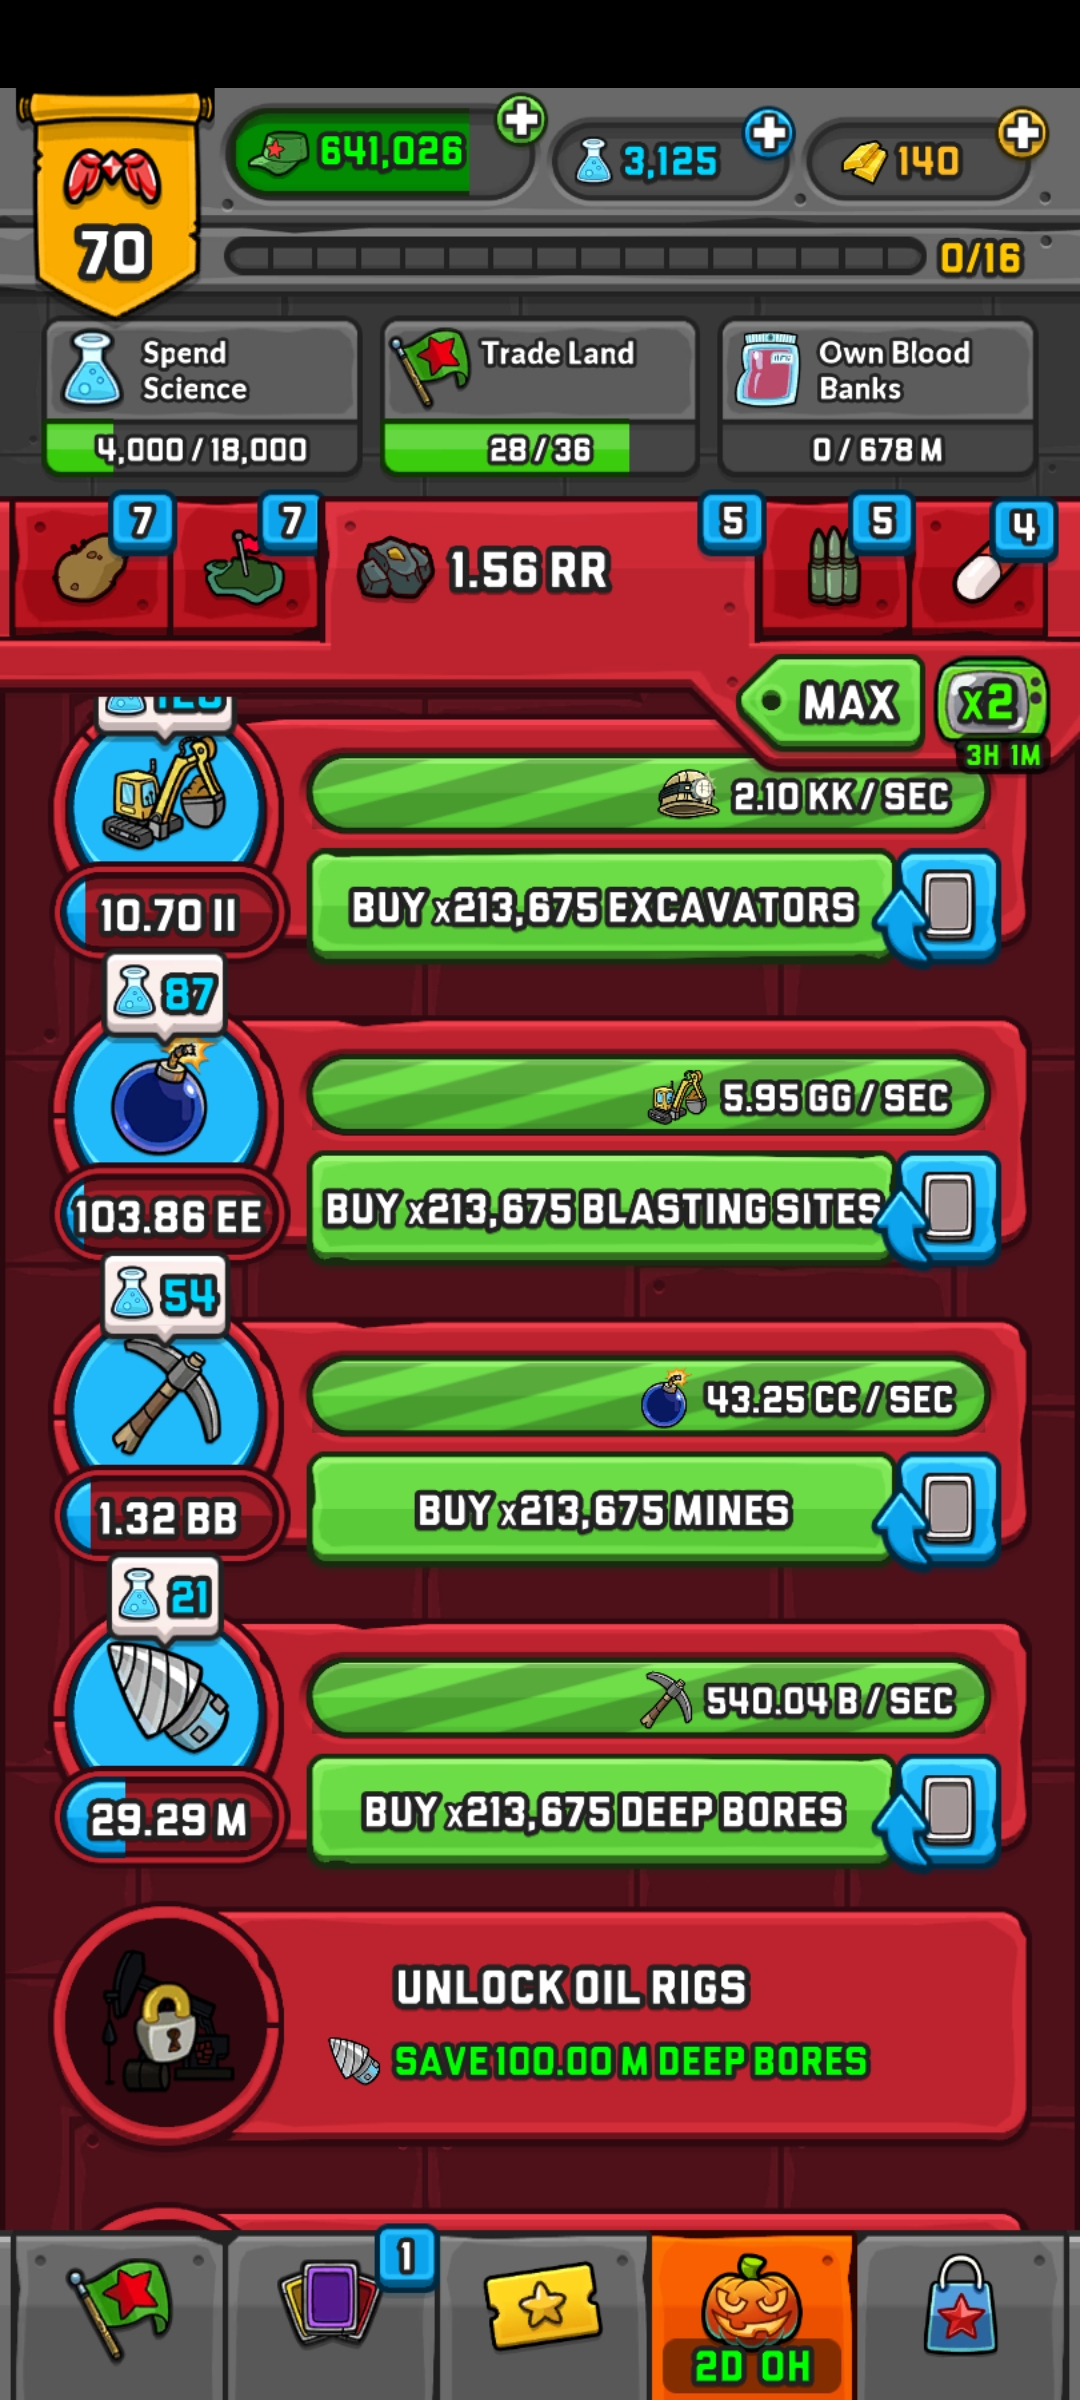 70
641,026
3,125
140
0/16
Spend
Science
4,000 / 18,000
Trade Land
28 / 36
Own Blood
Banks
0 / 678 M
7
7
1.56 RR
5
5
4
MAX
x2
3H 1M
2.10 KK / SEC
10.70 II
BUY x213,675 EXCAVATORS
87
5.95 GG / SEC
103.86 EE
BUY x213,675 BLASTING SITES
54
43.25 CC / SEC
1.32 BB
BUY x213,675 MINES
21
540.04 B / SEC
29.29 M
BUY x213,675 DEEP BORES
UNLOCK OIL RIGS
SAVE 100.00 M DEEP BORES
1
2D 0H